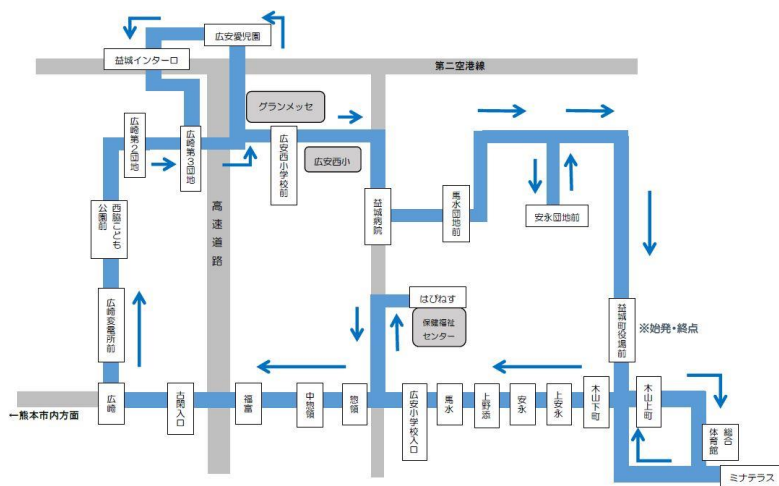 広安愛児園
益城インター口
第二空港線
グランメッセ
広崎第2団地
広崎第3団地
広安西小学校前
広安西小
西脇こども
公園前
高速道路
益城病院
馬水団地前
安永団地前
はぴねす
保健福祉
センター
広崎変電所前
益城町役場前
※始発・終点
広崎
古閑入口
福富
中惣領
惣領
広安小学校入口
馬水
上野添
安永
上安永
木山下町
木山上町
←熊本市内方面
総合
体育館
ミナテラス